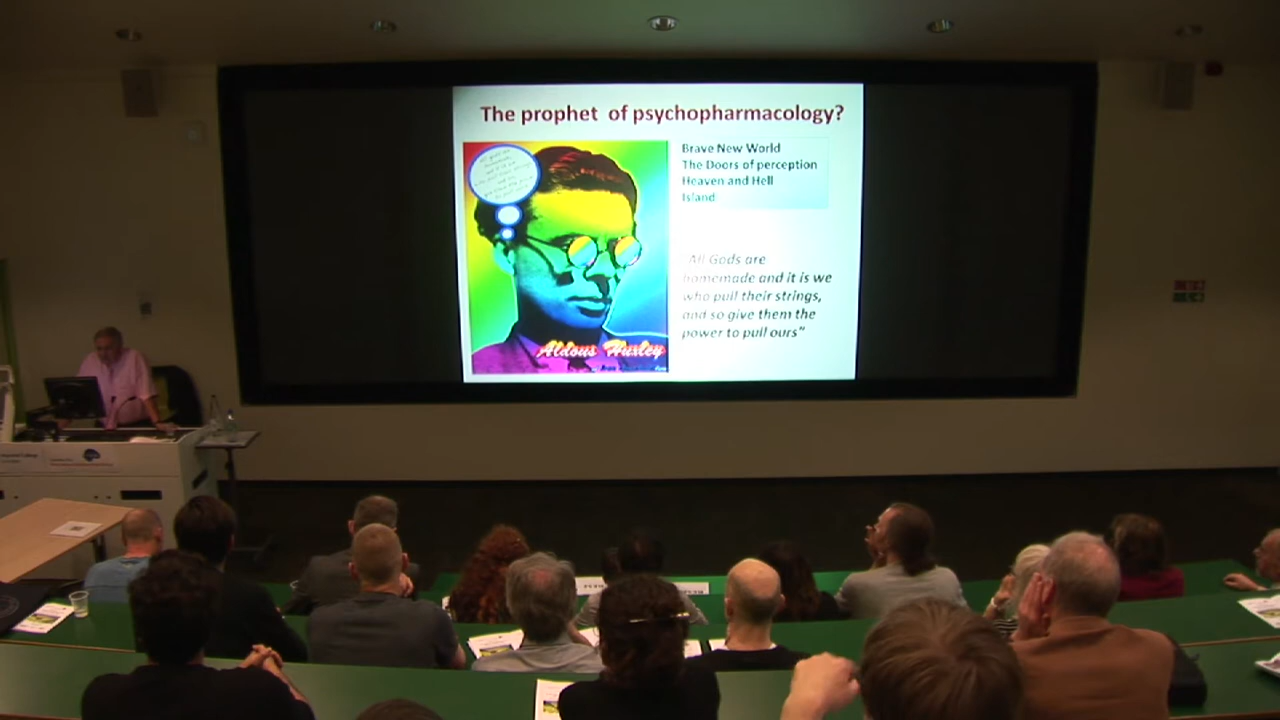 The prophet of psychopharmacology?
Brave New World
The Doors of perception
Heaven and Hell
Island
"All Gods are
homemade and it is we
who pull their strings,
and so give them the
power to pull ours"
Aldous Huxley